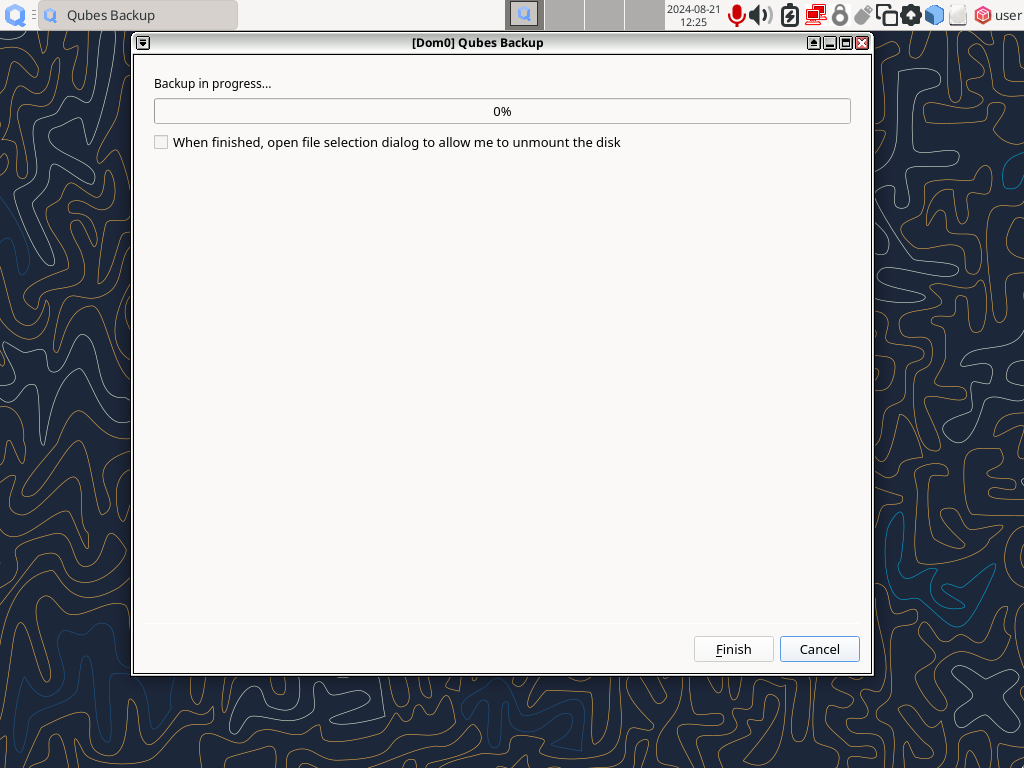 Qubes Backup
2024-08-21
12:25
user
[Dom0] Qubes Backup
Backup in progress...
0%
When finished, open file selection dialog to allow me to unmount the disk
Finish
Cancel